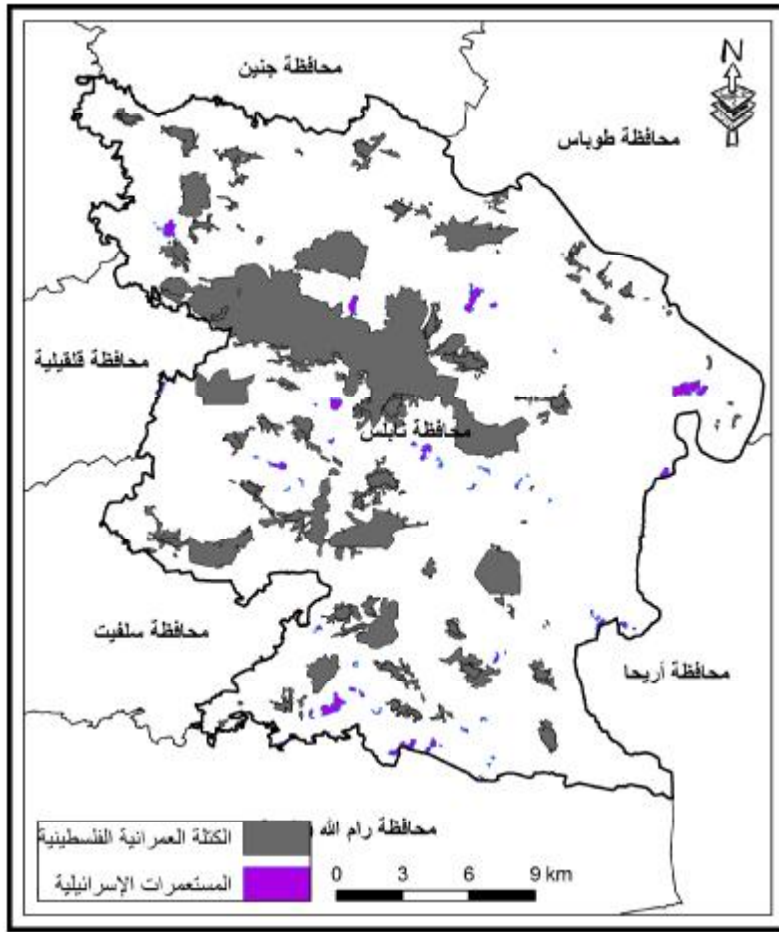 N
محافظة جنين
محافظة طوباس
محافظة قلقيلية
محافظة نابلس
محافظة سلفيت
محافظة أريحا
محافظة رام الله
الكتلة العمرانية الفلسطينية
المستعمرات الإسرائيلية
0 3 6 9 km